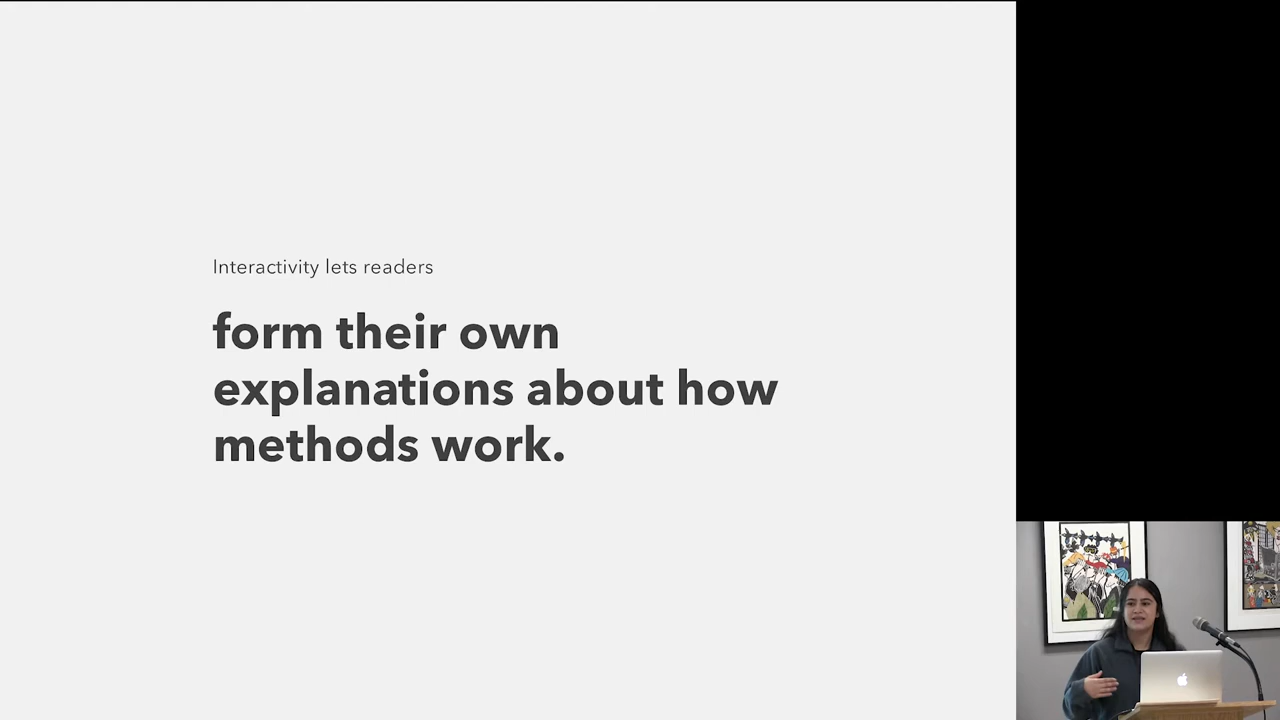 Interactivity lets readers
form their own
explanations about how
methods work.